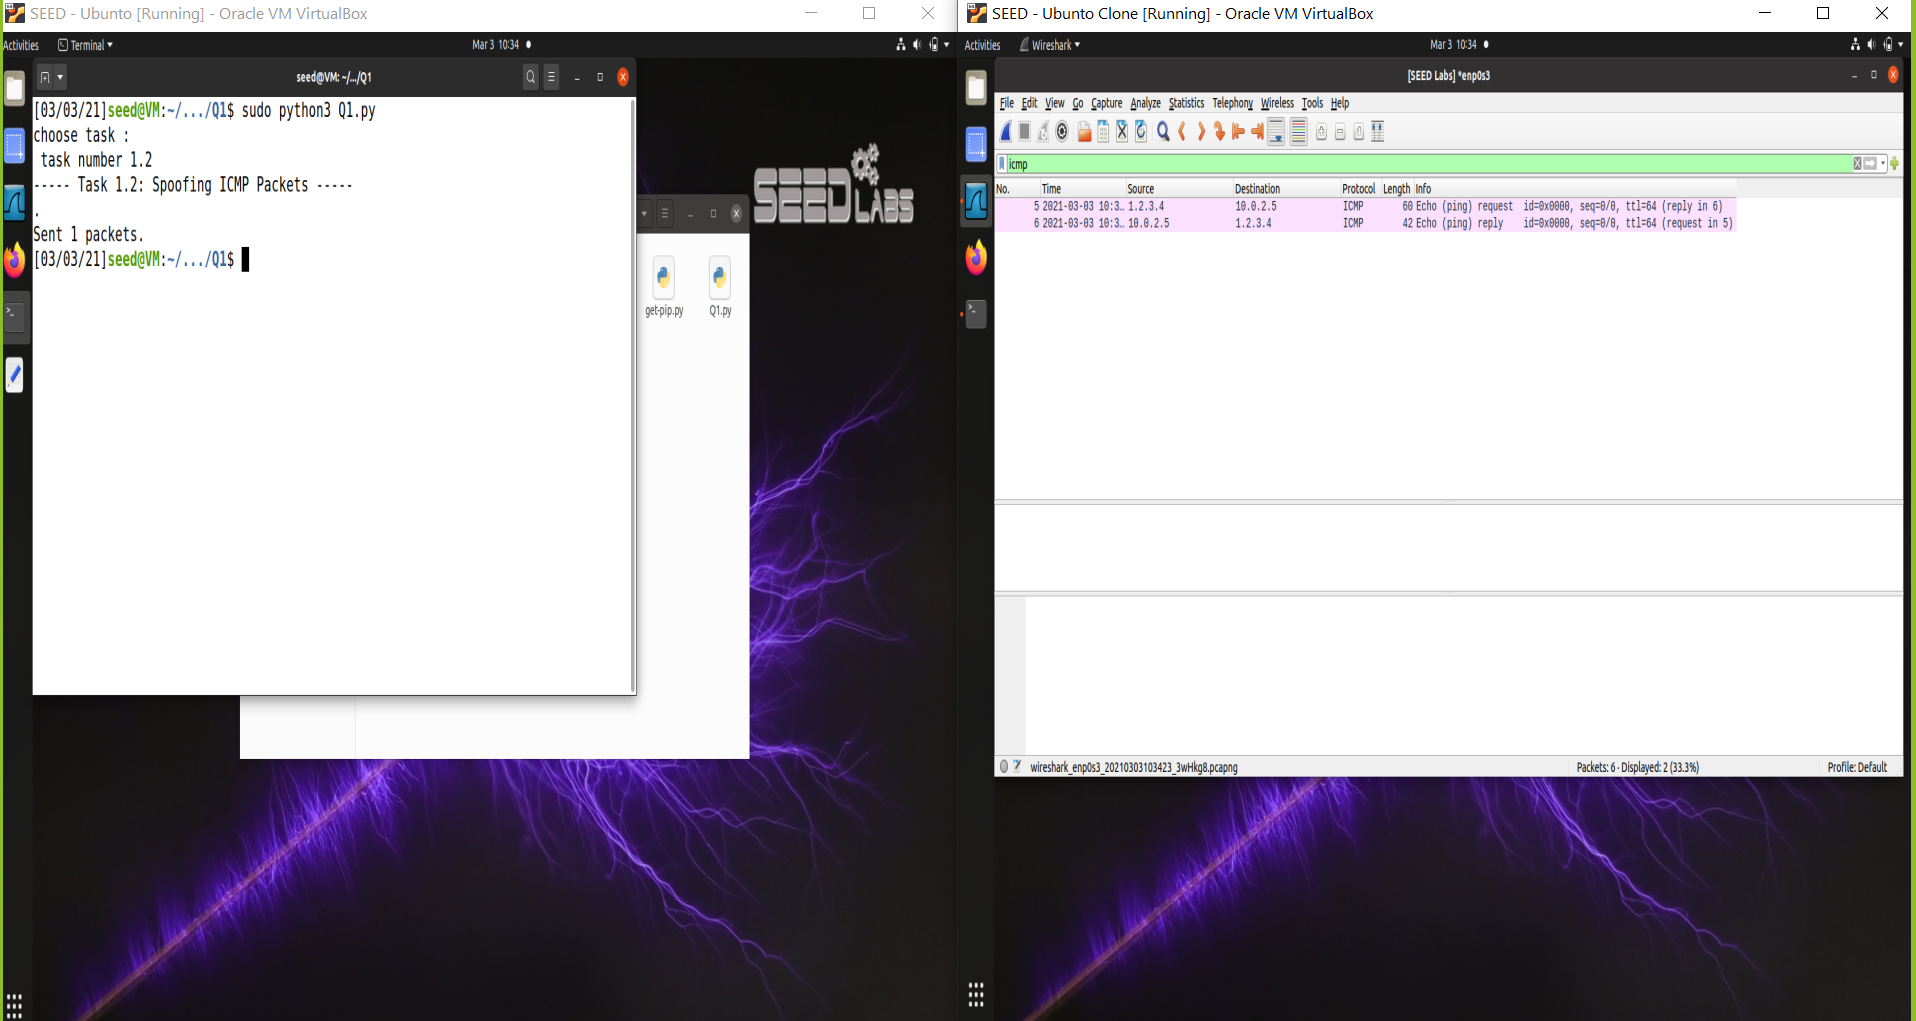 SEED - Ubunto [Running] - Oracle VM VirtualBox
Activities Terminal Mar 3 10:34
seed@VM: ~/.../Q1
[03/03/21]seed@VM:~/.../Q1$ sudo python3 Q1.py
choose task :
task number 1.2
----- Task 1.2: Spoofing ICMP Packets -----
.
Sent 1 packets.
[03/03/21]seed@VM:~/.../Q1$
SEED LABS
get-pip.py Q1.py
SEED - Ubunto Clone [Running] - Oracle VM VirtualBox
Activities Wireshark Mar 3 10:34
[SEED Labs] *enp0s3
File Edit View Go Capture Analyze Statistics Telephony Wireless Tools Help
icmp
No. Time Source Destination Protocol Length Info
5 2021-03-03 10:3… 1.2.3.4 10.0.2.5 ICMP 60 Echo (ping) request id=0x0000, seq=0/0, ttl=64 (reply in 6)
6 2021-03-03 10:3… 10.0.2.5 1.2.3.4 ICMP 42 Echo (ping) reply id=0x0000, seq=0/0, ttl=64 (request in 5)
wireshark_enp0s3_20210303103423_3wHkg8.pcapng Packets: 6 · Displayed: 2 (33.3%) Profile: Default